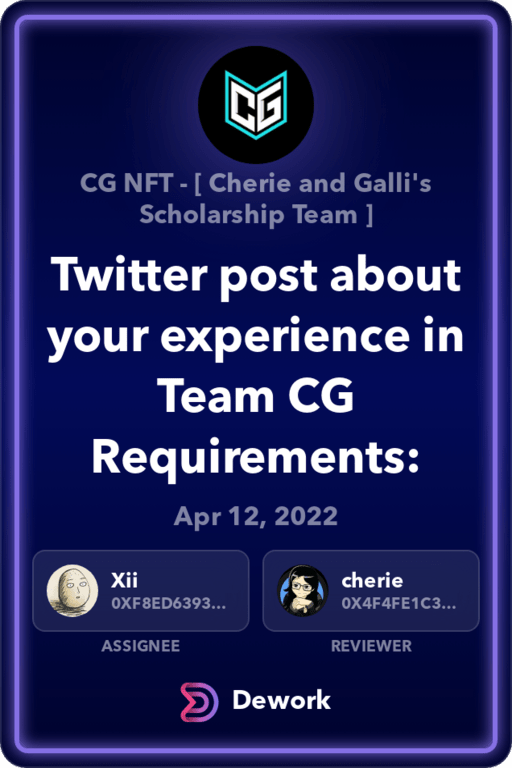 CG
CG NFT - [ Cherie and Galli's
Scholarship Team ]
Twitter post about
your experience in
Team CG
Requirements:
Apr 12, 2022
Xii
0XF8ED6393...
cherie
0X4F4FE1C3...
ASSIGNEE
REVIEWER
Dework